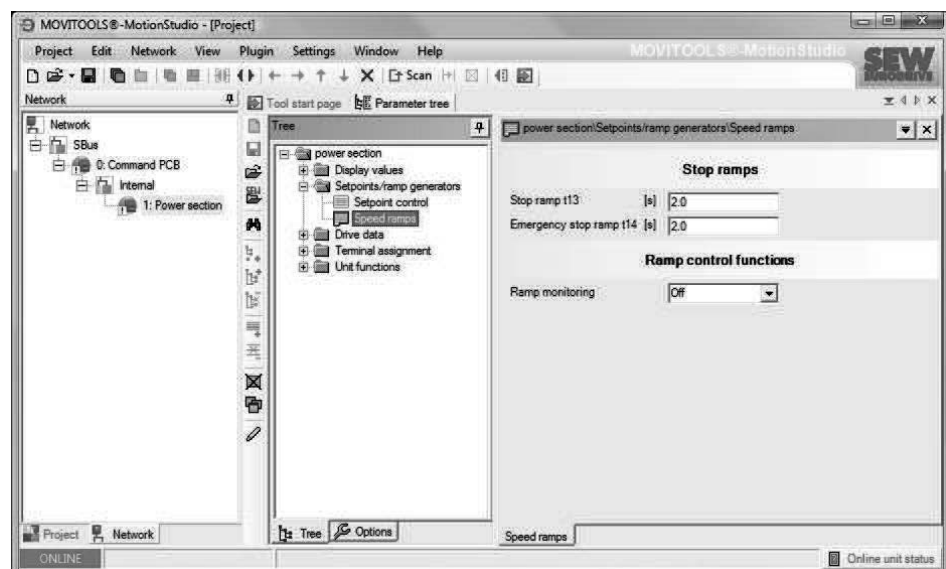 MOVITOOLS®-MotionStudio - [Project]
Project Edit Network View Plugin Settings Window Help
MOVITOOLS®-MotionStudio
SEW
EURODRIVE
Scan
Network
Tool start page Parameter tree
Network
SBus
0: Command PCB
Internal
1: Power section
Tree
power section
Display values
Setpoints/ramp generators
Setpoint control
Speed ramps
Drive data
Terminal assignment
Unit functions
power section\Setpoints/ramp generators\Speed ramps
Stop ramps
Stop ramp t13 [s] 2.0
Emergency stop ramp t14 [s] 2.0
Ramp control functions
Ramp monitoring Off
Project Network
Tree Options
Speed ramps
ONLINE
Online unit status